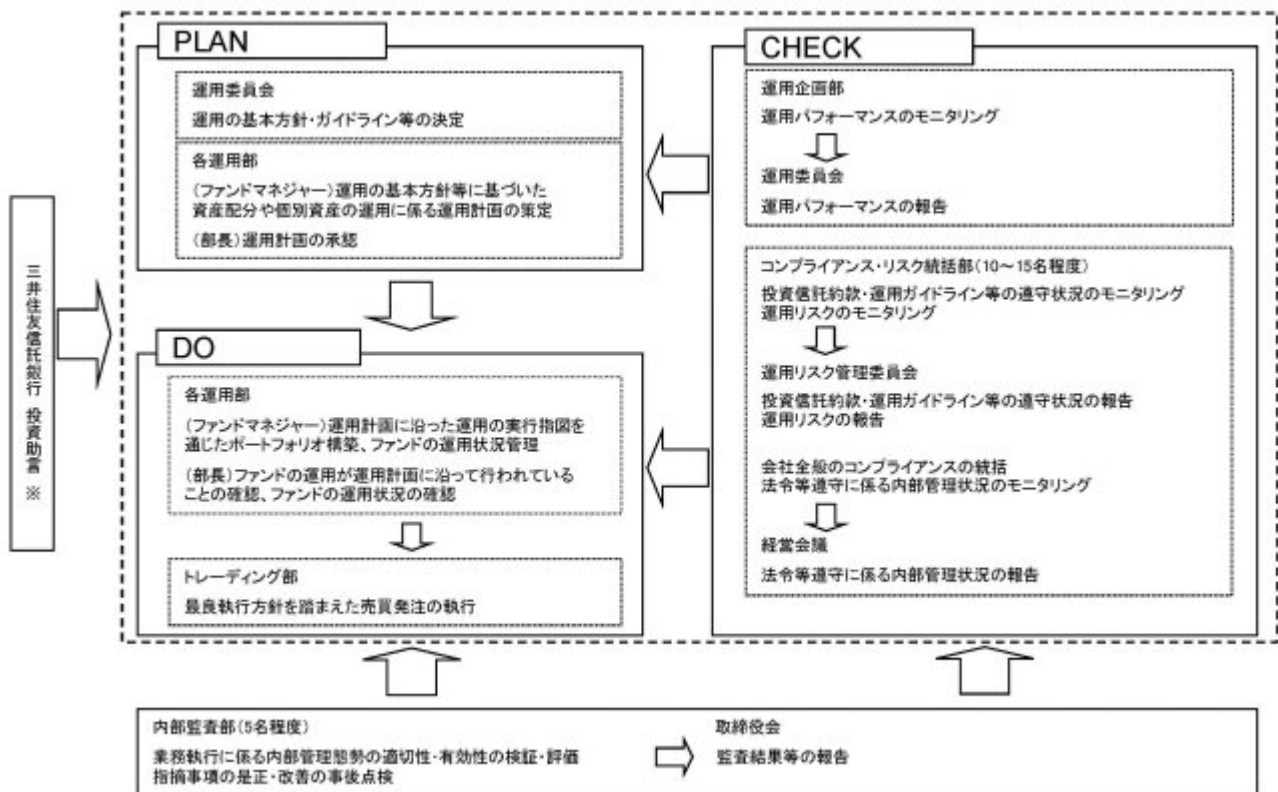 PLAN
運用委員会
運用の基本方針・ガイドライン等の決定
各運用部
(ファンドマネジャー)運用の基本方針等に基づいた
資産配分や個別資産の運用に係る運用計画の策定
(部長)運用計画の承認
DO
各運用部
(ファンドマネジャー)運用計画に沿った運用の実行指図を
通じたポートフォリオ構築、ファンドの運用状況管理
(部長)ファンドの運用が運用計画に沿って行われている
ことの確認、ファンドの運用状況の確認
トレーディング部
最良執行方針を踏まえた売買発注の執行
CHECK
運用企画部
運用パフォーマンスのモニタリング
運用委員会
運用パフォーマンスの報告
コンプライアンス・リスク統括部(10～15名程度)
投資信託約款・運用ガイドライン等の遵守状況のモニタリング
運用リスクのモニタリング
運用リスク管理委員会
投資信託約款・運用ガイドライン等の遵守状況の報告
運用リスクの報告
会社全般のコンプライアンスの統括
法令等遵守に係る内部管理状況のモニタリング
経営会議
法令等遵守に係る内部管理状況の報告
三井住友信託銀行 投資助言 ※
内部監査部(5名程度)
業務執行に係る内部管理態勢の適切性・有効性の検証・評価
指摘事項の是正・改善の事後点検
取締役会
監査結果等の報告